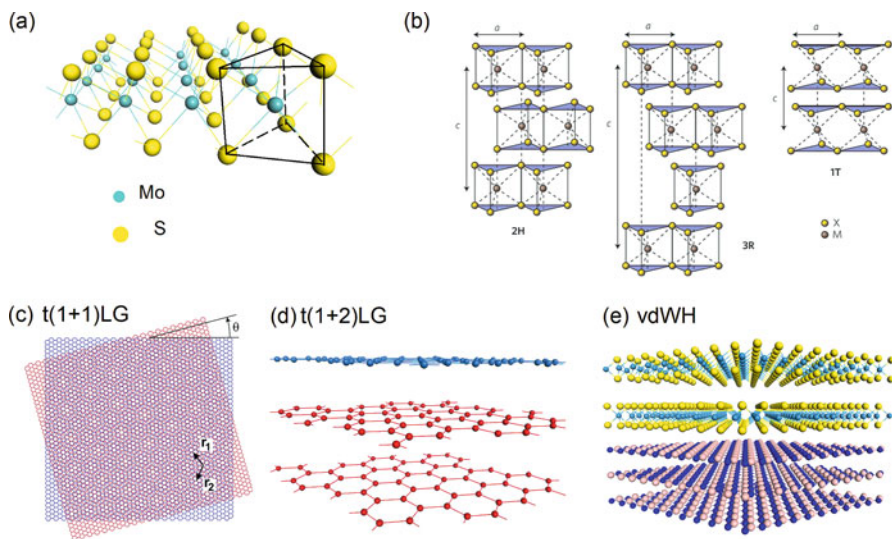 (a)
Mo
S
(b)
a
a
a
c
c
c
2H
3R
1T
X
M
(c) t(1+1)LG
θ
r1
r2
(d) t(1+2)LG
(e) vdWH